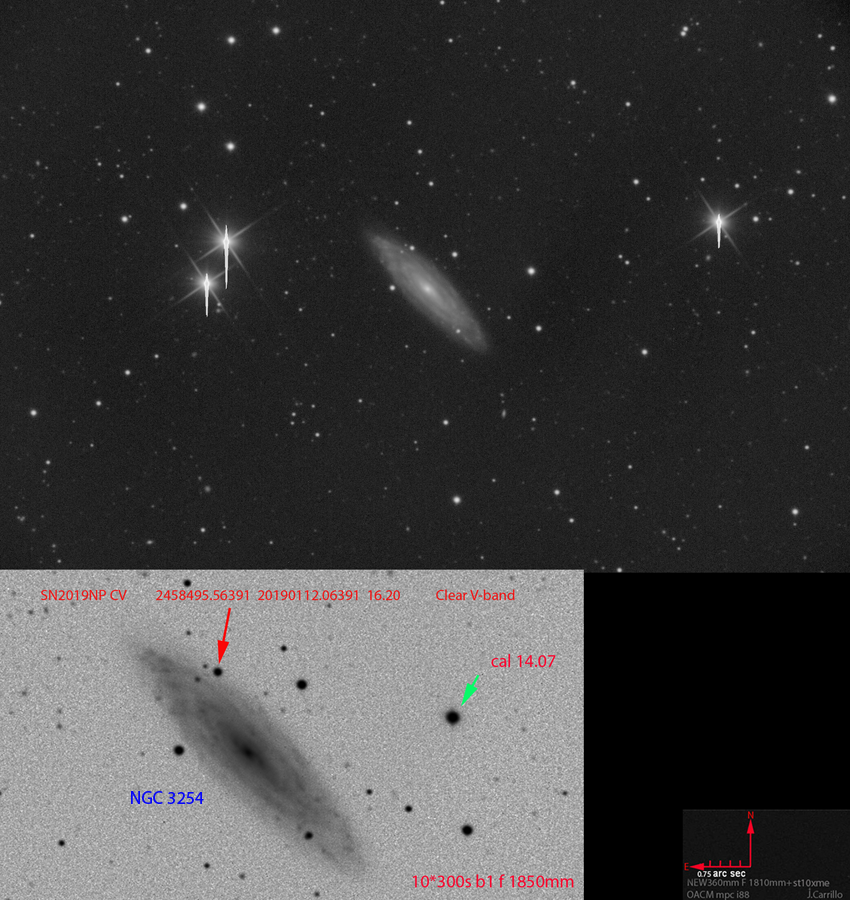 SN2019NP CV 2458495.56391 20190112.06391 16.20 Clear V-band
cal 14.07
NGC 3254
10*300s b1 f 1850mm
N
E
0.75 arc sec
NEW360mm F 1810mm+st10xme
OACM mpc i88 J.Carrillo